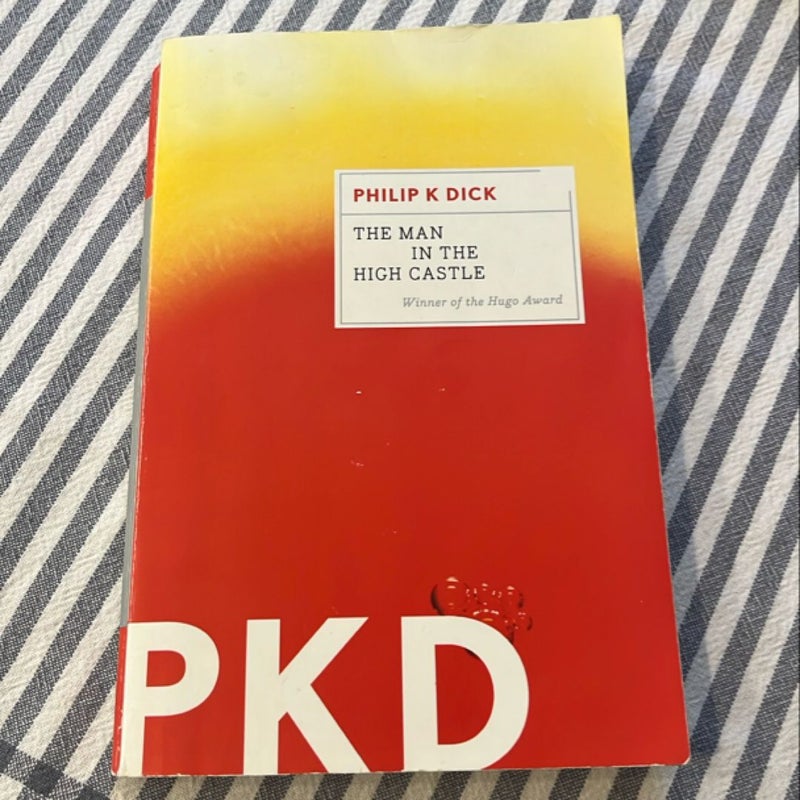 PHILIP K DICK
THE MAN
IN THE
HIGH CASTLE
Winner of the Hugo Award
PKD